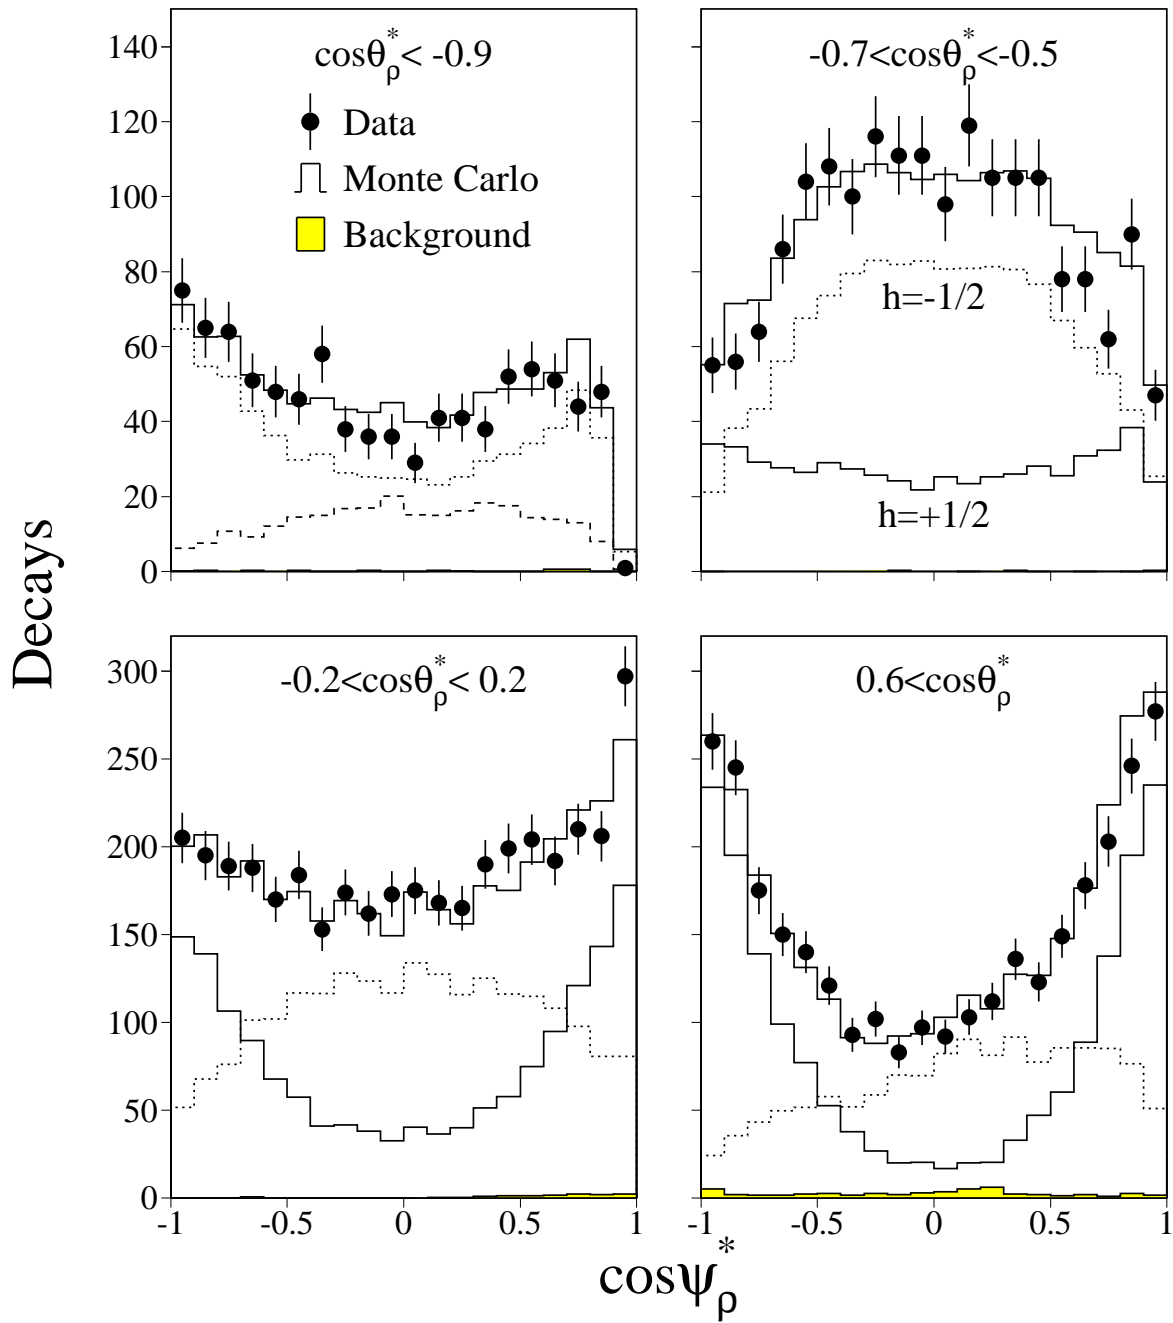 cosθ*ρ< -0.9
Data
Monte Carlo
Background
140
120
100
80
60
40
20
0
-0.7<cosθ*ρ<-0.5
h=-1/2
h=+1/2
Decays
-0.2<cosθ*ρ< 0.2
300
250
200
150
100
50
0
-1 -0.5 0 0.5 1
0.6<cosθ*ρ
-1 -0.5 0 0.5 1
cosψ*ρ